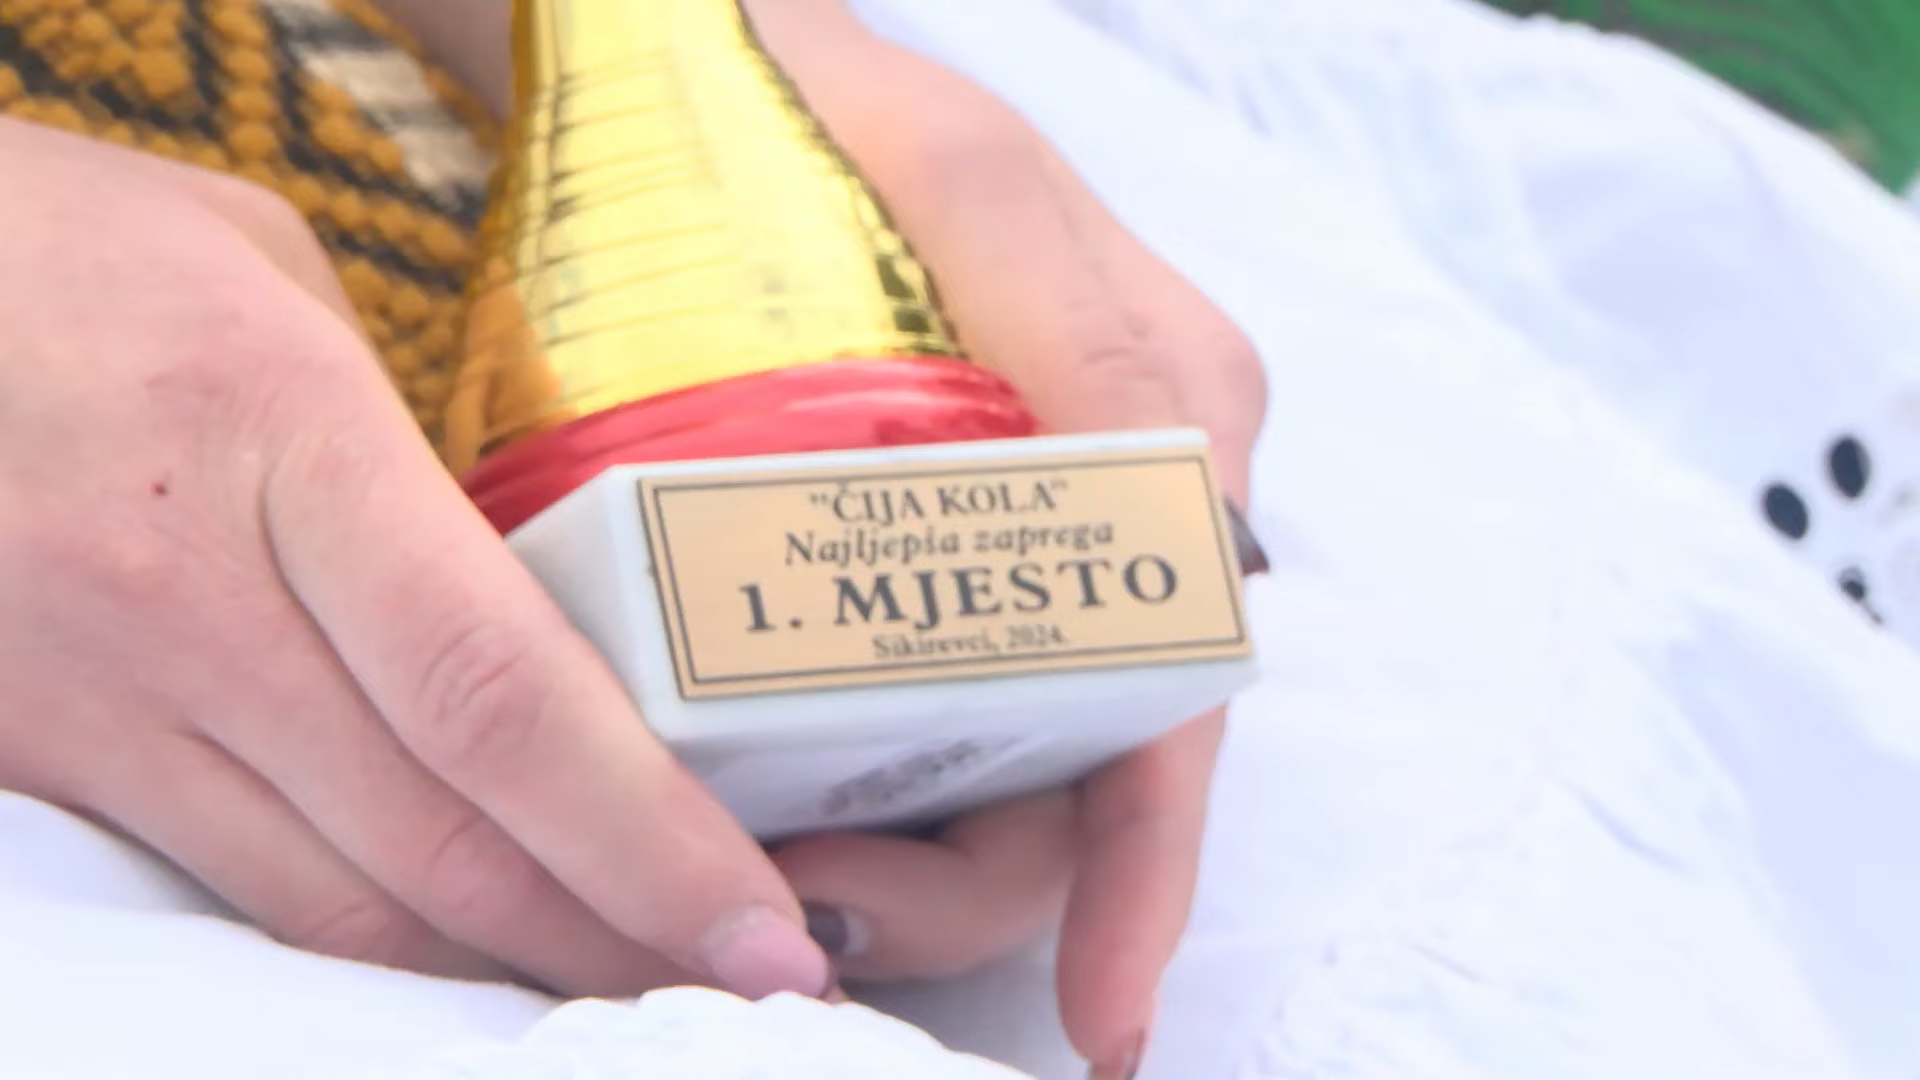 "ČIJA KOLA"
Najljepša zaprega
1. MJESTO
Sikirevci, 2024.